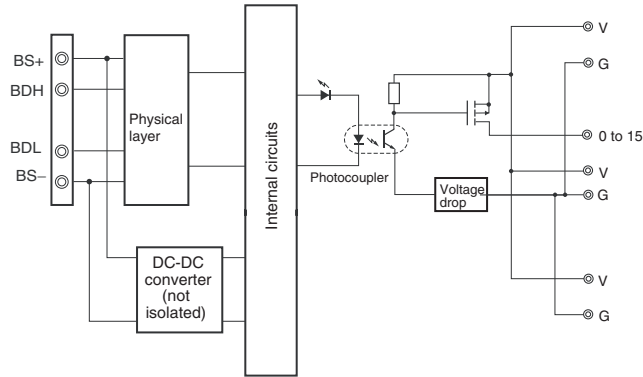 BS+
BDH
BDL
BS–
Physical
layer
DC-DC
converter
(not
isolated)
Internal circuits
Photocoupler
Voltage
drop
V
G
0 to 15
V
G
V
G